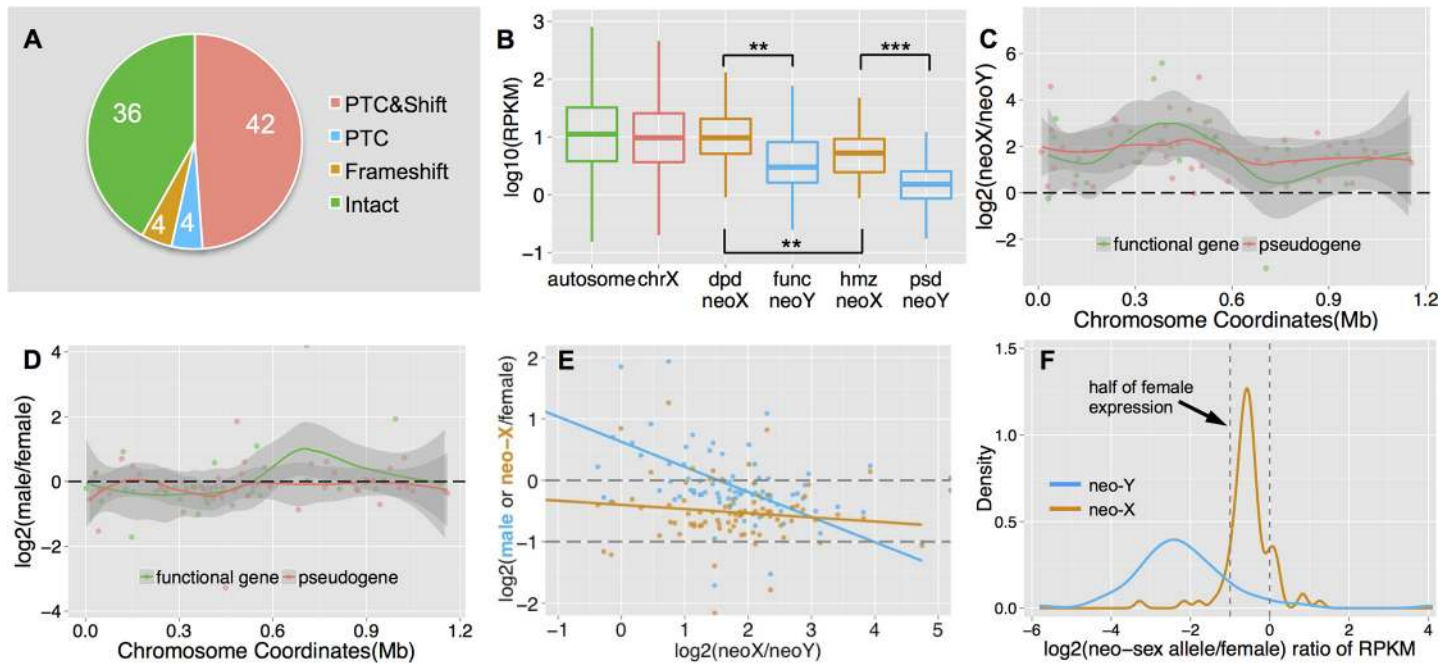 A
36
42
4
4
PTC&Shift
PTC
Frameshift
Intact
B
log10(RPKM)
3
2
1
0
−1
**
***
**
autosome chrX dpd neoX func neoY hmz neoX psd neoY
C
log2(neoX/neoY)
6
4
2
0
−2
functional gene pseudogene
0.0 0.3 0.6 0.9 1.2
Chromosome Coordinates(Mb)
D
log2(male/female)
4
2
0
−2
−4
functional gene pseudogene
0.0 0.3 0.6 0.9 1.2
Chromosome Coordinates(Mb)
E
log2(male or neo−X/female)
2
1
0
−1
−2
−1 0 1 2 3 4 5
log2(neoX/neoY)
F
Density
1.5
1.0
0.5
0.0
half of female
expression
neo-Y
neo-X
−6 −4 −2 0 2 4
log2(neo−sex allele/female) ratio of RPKM